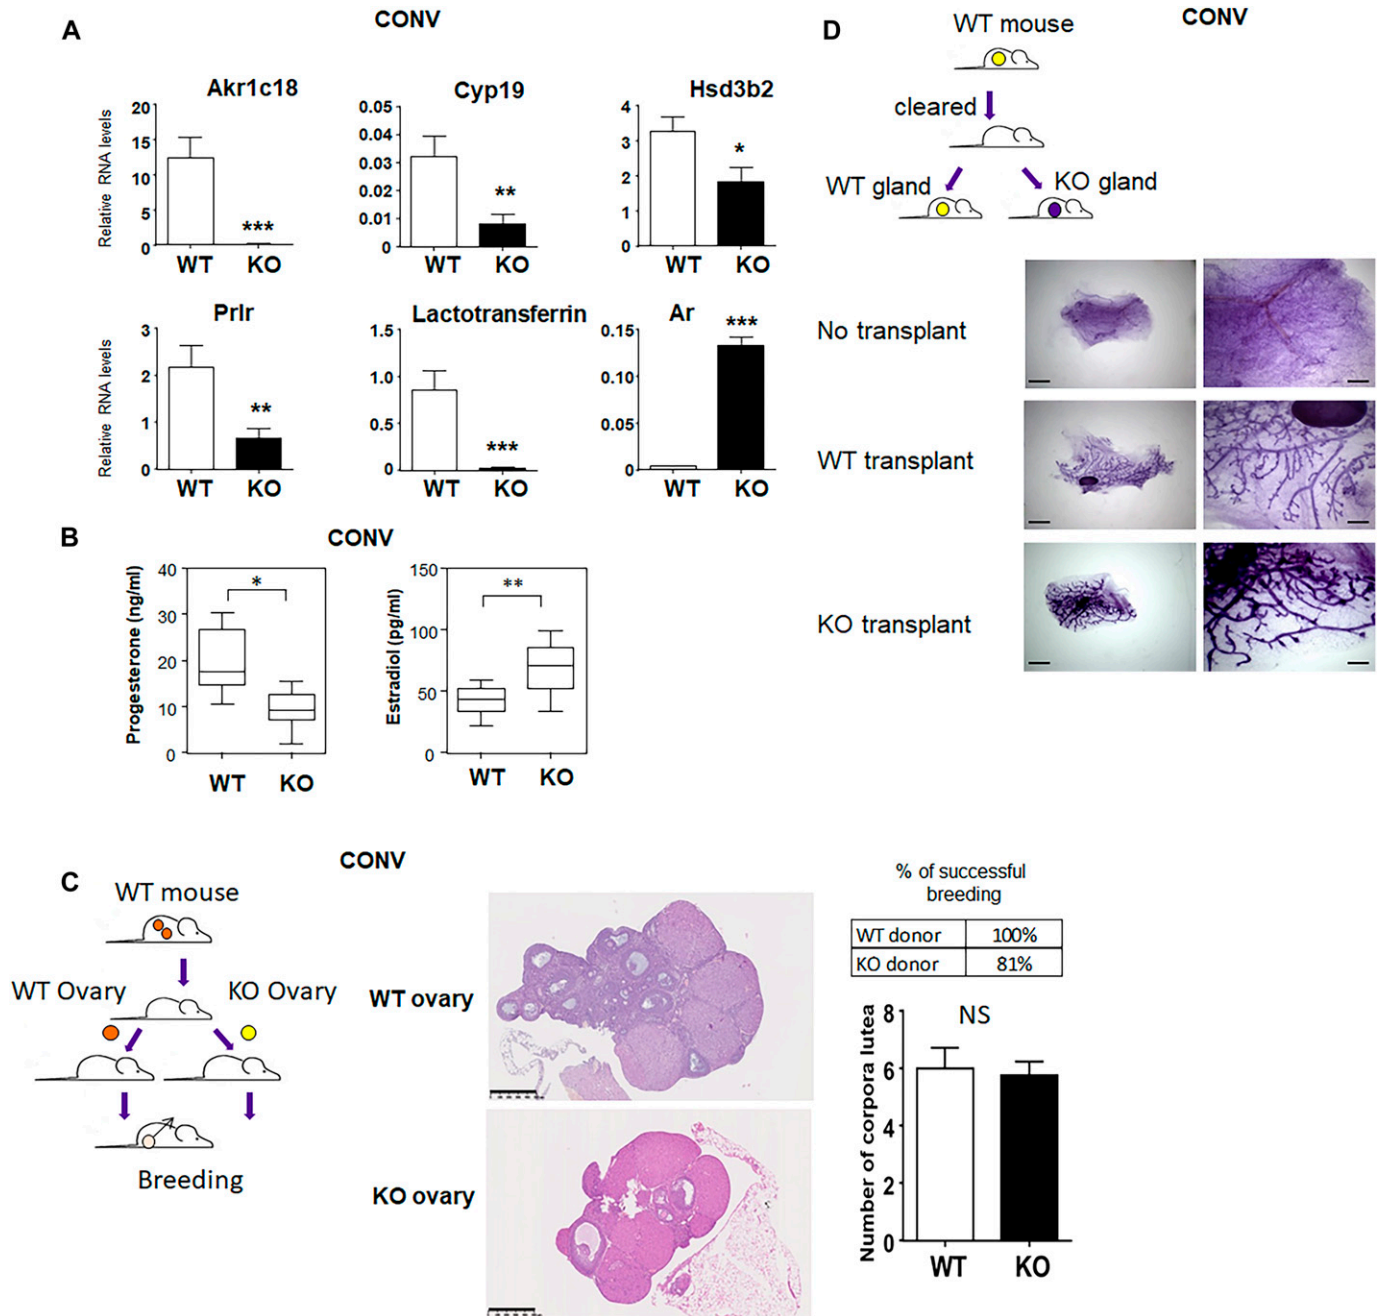 A
CONV
Akr1c18
Relative RNA levels
20
15
10
5
0
***
WT KO
Cyp19
0.05
0.04
0.03
0.02
0.01
0
**
WT KO
Hsd3b2
4
3
2
1
0
*
WT KO
Prlr
Relative RNA levels
3
2
1
0
**
WT KO
Lactotransferrin
1.5
1.0
0.5
0
***
WT KO
Ar
0.15
0.10
0.05
0
***
WT KO
B
CONV
Progesterone (ng/ml)
40
30
20
10
0
*
WT KO
Estradiol (pg/ml)
150
100
50
0
**
WT KO
C
CONV
WT mouse
WT Ovary KO Ovary
Breeding
WT ovary
KO ovary
% of successful
breeding
WT donor 100%
KO donor 81%
Number of corpora lutea
8
6
4
2
0
NS
WT KO
D
CONV
WT mouse
cleared
WT gland KO gland
No transplant
WT transplant
KO transplant